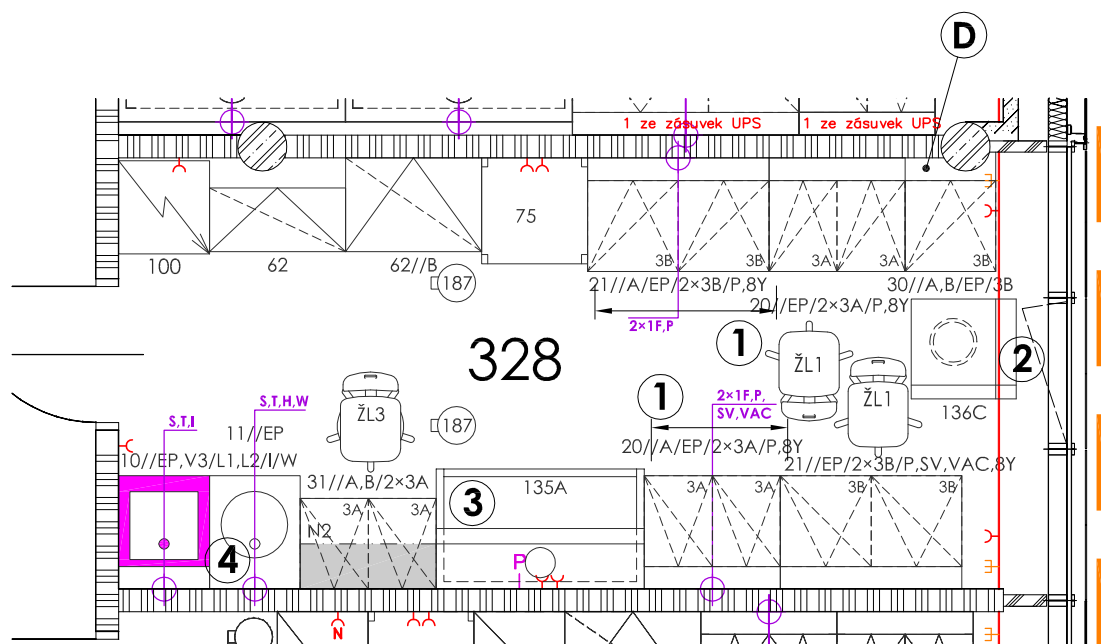 D
1 ze zásuvek UPS
1 ze zásuvek UPS
75
3B
3B
3A
3A
3B
100
62
62//B
187
21//A/EP/2×3B/P,8Y
20//EP/2×3A/P,8Y
30//A,B/EP/3B
2×1F,P
1
2
328
ŽL1
ŽL1
136C
ŽL3
187
1
2×1F,P,
SV,VAC
S,T,I
S,T,H,W
11//EP
10//EP,V3/L1,L2/I/W
31//A,B/2×3A
20//A/EP/2×3A/P,8Y
21//EP/2×3B/P,SV,VAC,8Y
135A
3
3A
3A
3A
3A
3B
3B
N2
4
P
N